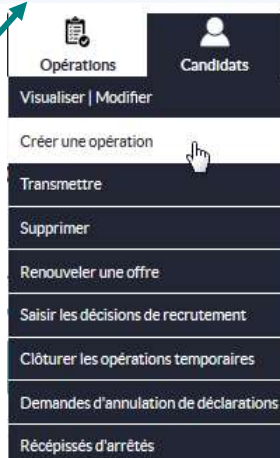 Opérations Candidats
Visualiser | Modifier
Créer une opération
Transmettre
Supprimer
Renouveler une offre
Saisir les décisions de recrutement
Clôturer les opérations temporaires
Demandes d'annulation de déclarations
Récépissés d'arrêtés